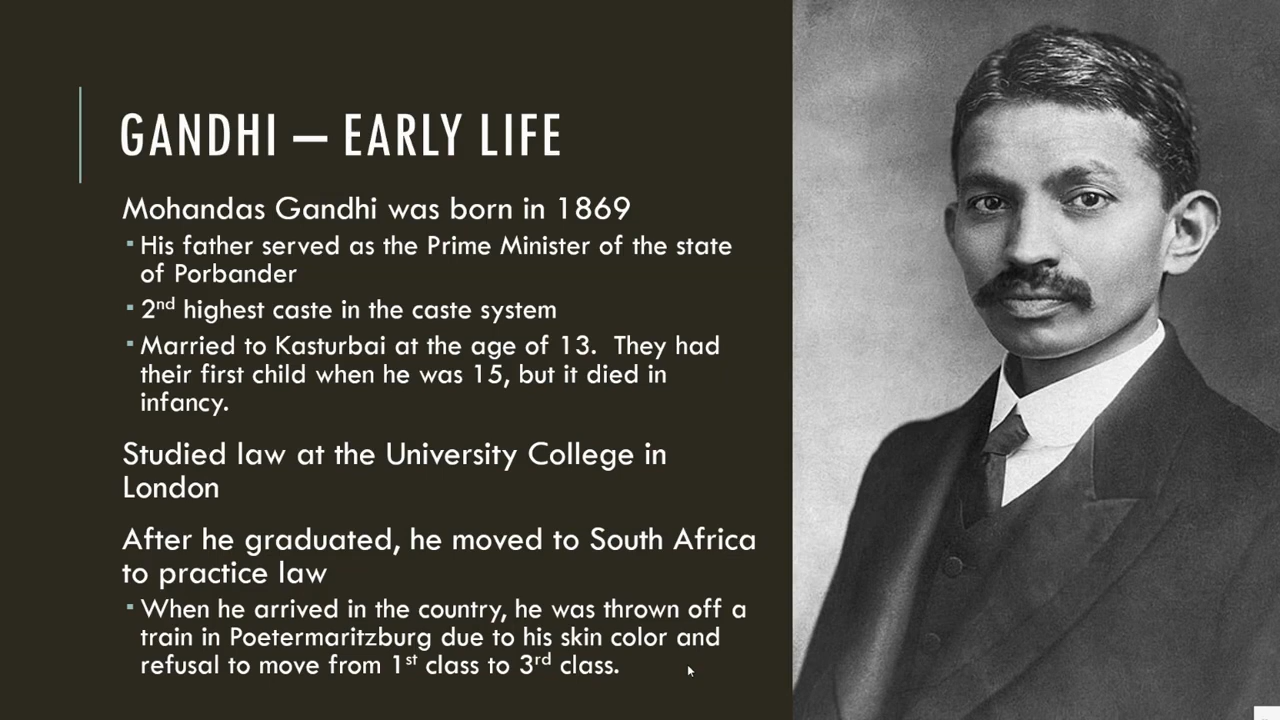 GANDHI – EARLY LIFE
Mohandas Gandhi was born in 1869
▪ His father served as the Prime Minister of the state
of Porbander
▪ 2nd highest caste in the caste system
▪ Married to Kasturbai at the age of 13.  They had
their first child when he was 15, but it died in
infancy.
Studied law at the University College in
London
After he graduated, he moved to South Africa
to practice law
▪ When he arrived in the country, he was thrown off a
train in Poetermaritzburg due to his skin color and
refusal to move from 1st class to 3rd class.